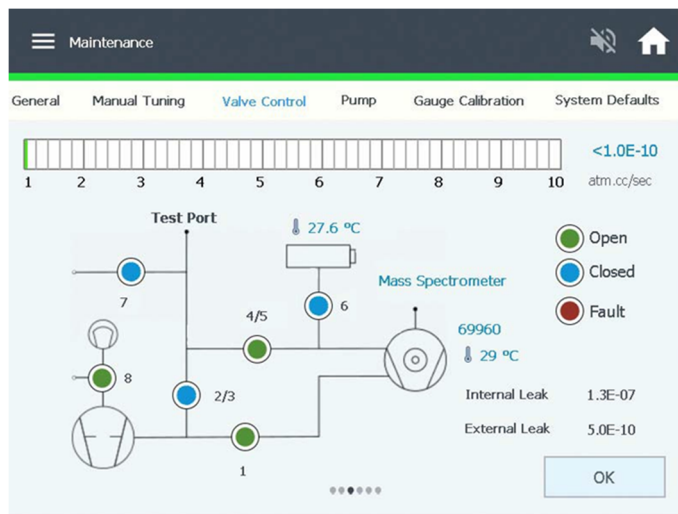 Maintenance
General Manual Tuning Valve Control Pump Gauge Calibration System Defaults
<1.0E-10
1 2 3 4 5 6 7 8 9 10 atm.cc/sec
Test Port
27.6 ºC
Open
Closed
Mass Spectrometer
7
4/5
6
Fault
69960
29 ºC
8
2/3
Internal Leak 1.3E-07
External Leak 5.0E-10
1
OK